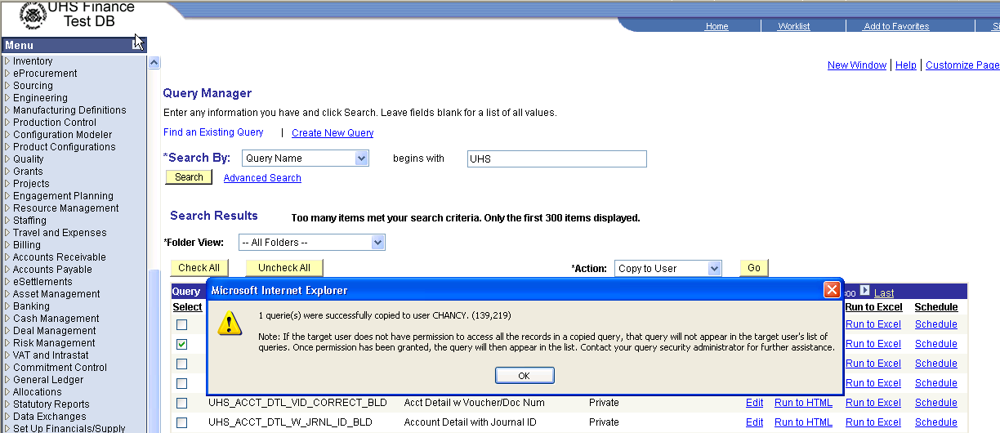 UHS Finance
Test DB
Home
Worklist
Add to Favorites
Menu
Inventory
eProcurement
Sourcing
Engineering
Manufacturing Definitions
Production Control
Configuration Modeler
Product Configurations
Quality
Grants
Projects
Engagement Planning
Resource Management
Staffing
Travel and Expenses
Billing
Accounts Receivable
Accounts Payable
eSettlements
Asset Management
Banking
Cash Management
Deal Management
Risk Management
VAT and Intrastat
Commitment Control
General Ledger
Allocations
Statutory Reports
Data Exchanges
Set Up Financials/Supply
New Window | Help | Customize Page
Query Manager
Enter any information you have and click Search. Leave fields blank for a list of all values.
Find an Existing Query | Create New Query
*Search By: Query Name begins with UHS
Search Advanced Search
Search Results Too many items met your search criteria. Only the first 300 items displayed.
*Folder View: -- All Folders --
Check All Uncheck All *Action: Copy to User Go
Query Last
Select Run to Excel Schedule
Microsoft Internet Explorer
1 querie(s) were successfully copied to user CHANCY. (139,219)
Note: If the target user does not have permission to access all the records in a copied query, that query will not appear in the target user's list of
queries. Once permission has been granted, the query will then appear in the list. Contact your query security administrator for further assistance.
OK
Run to Excel Schedule
Run to Excel Schedule
Run to Excel Schedule
Run to Excel Schedule
UHS_ACCT_DTL_VID_CORRECT_BLD Acct Detail w Voucher/Doc Num Private Edit Run to HTML Run to Excel Schedule
UHS_ACCT_DTL_W_JRNL_ID_BLD Account Detail with Journal ID Private Edit Run to HTML Run to Excel Schedule